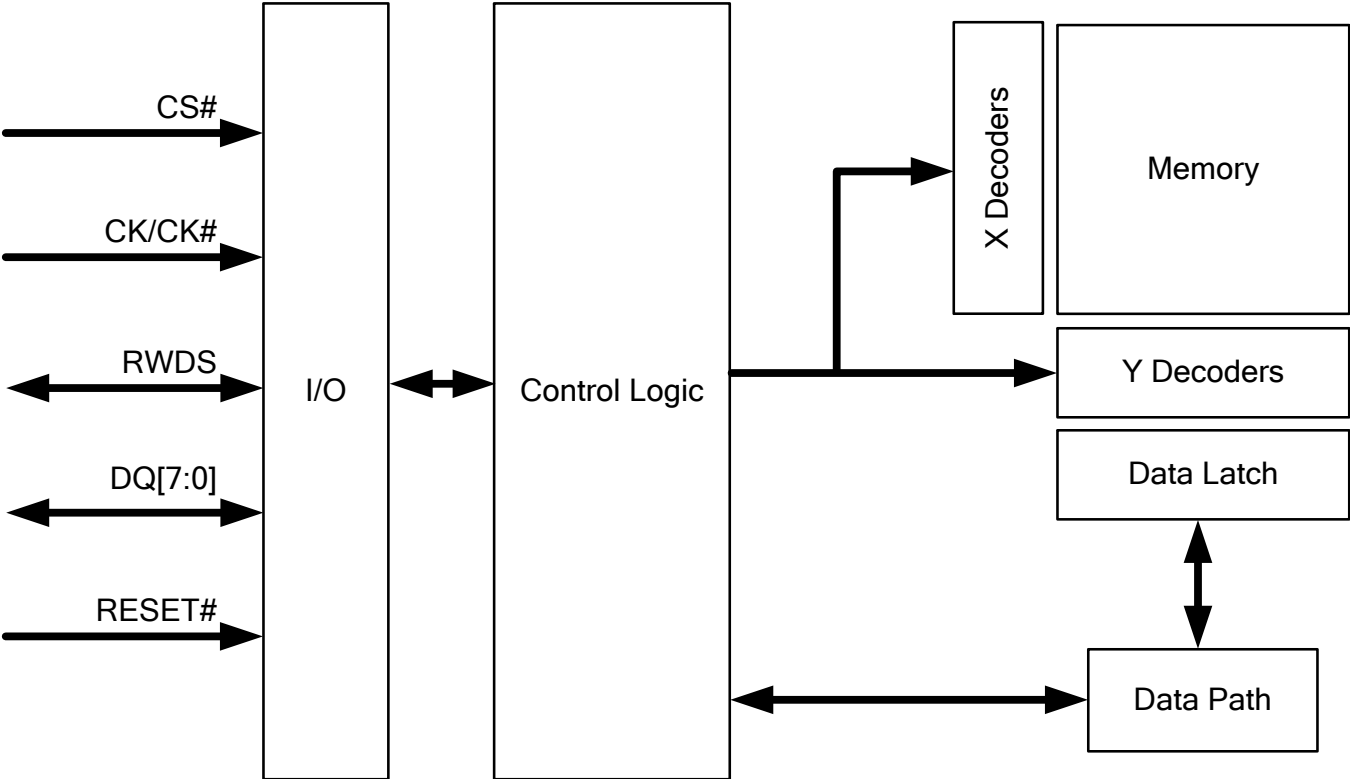 CS#
CK/CK#
RWDS
DQ[7:0]
RESET#
I/O
Control Logic
X Decoders
Memory
Y Decoders
Data Latch
Data Path